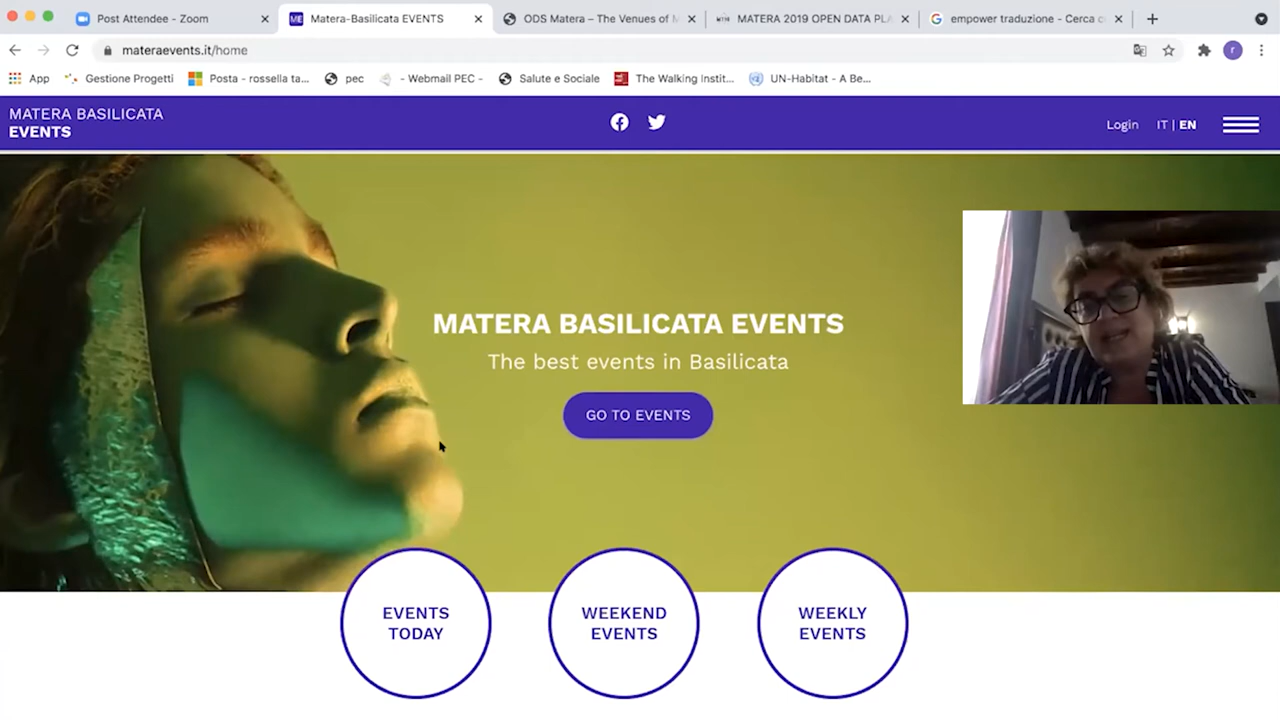 Post Attendee - Zoom
Matera-Basilicata EVENTS
ODS Matera – The Venues of M
MATERA 2019 OPEN DATA PLA
empower traduzione - Cerca c
materaevents.it/home
r
App
Gestione Progetti
Posta - rossella ta...
pec
- Webmail PEC -
Salute e Sociale
The Walking Instit...
UN-Habitat - A Be...
MATERA BASILICATA
EVENTS
Login
IT | EN
MATERA BASILICATA EVENTS
The best events in Basilicata
GO TO EVENTS
EVENTS
TODAY
WEEKEND
EVENTS
WEEKLY
EVENTS